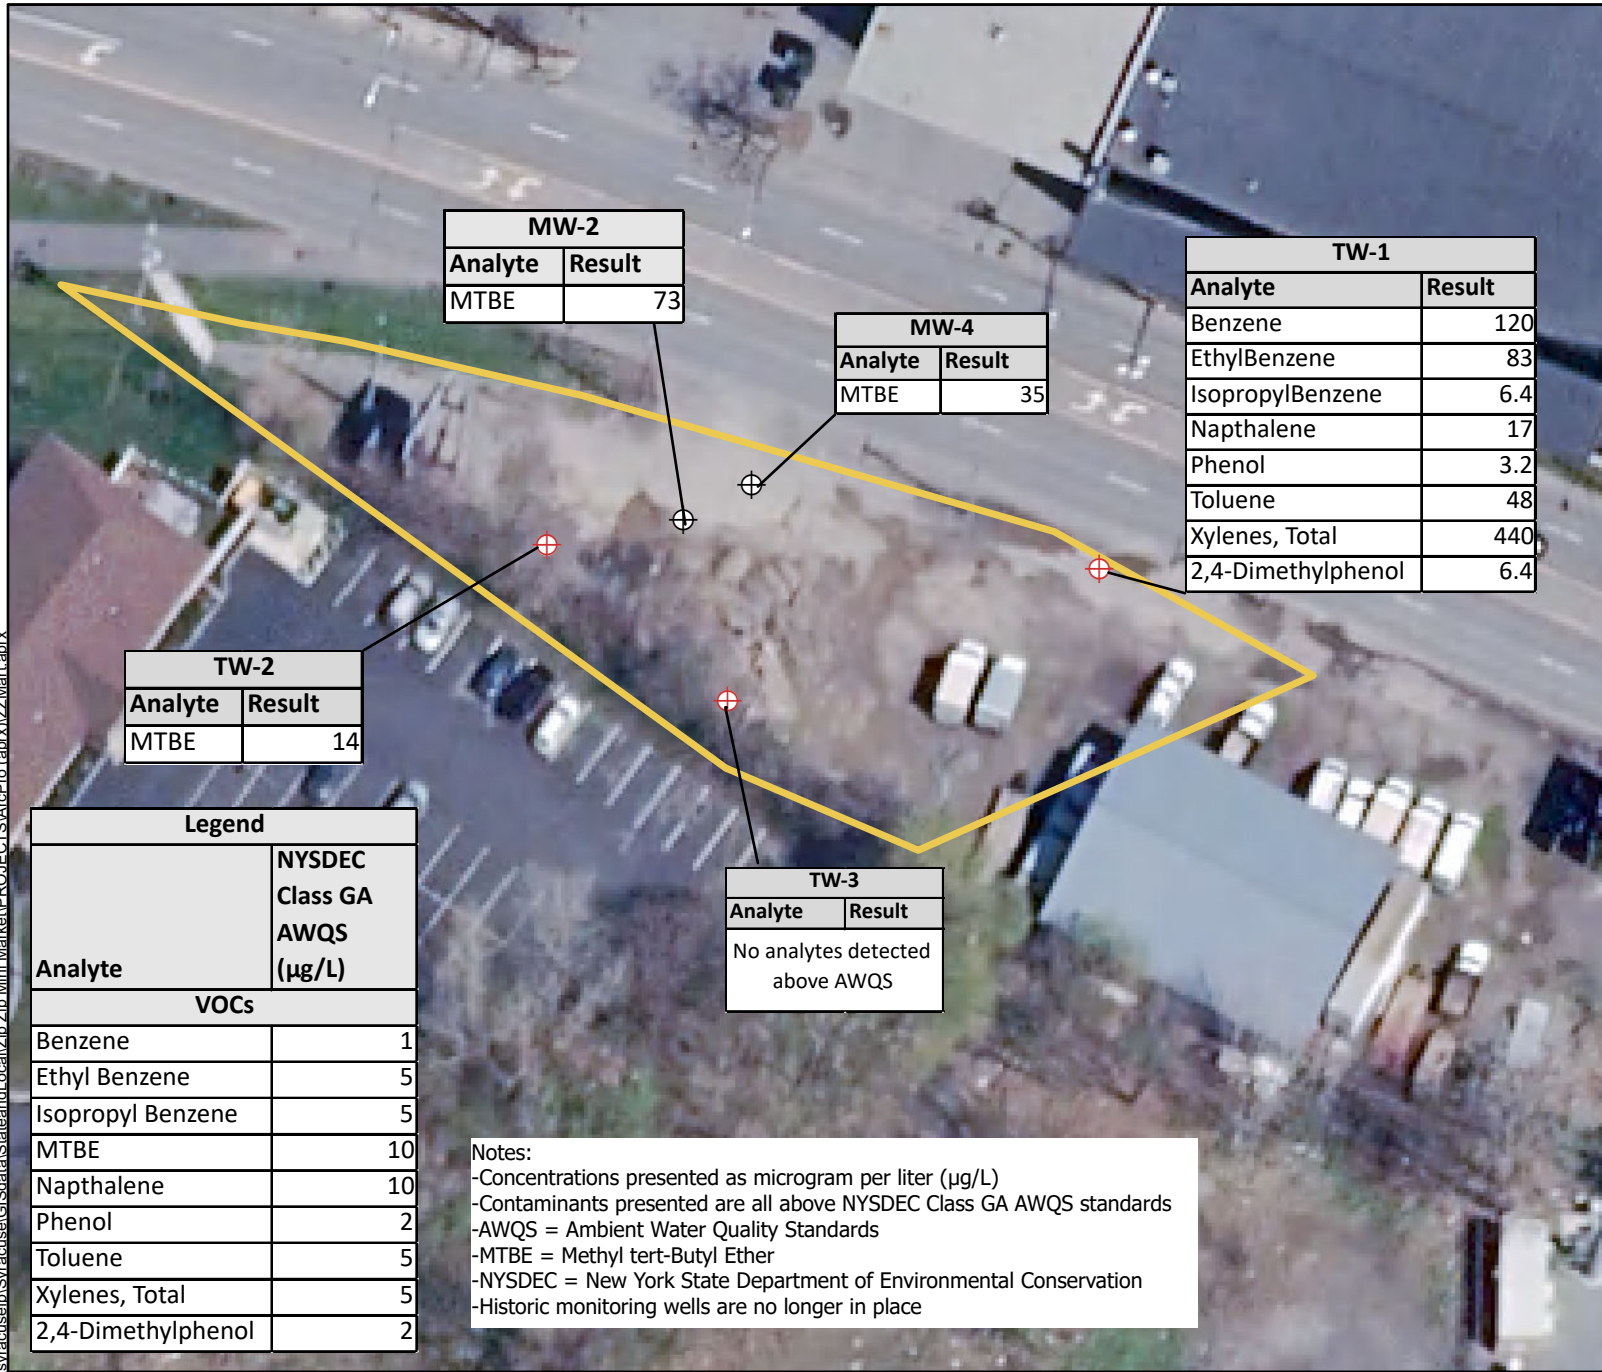 MW-2
Analyte Result
MTBE 73
MW-4
Analyte Result
MTBE 35
TW-1
Analyte Result
Benzene 120
EthylBenzene 83
IsopropylBenzene 6.4
Napthalene 17
Phenol 3.2
Toluene 48
Xylenes, Total 440
2,4-Dimethylphenol 6.4
TW-2
Analyte Result
MTBE 14
TW-3
Analyte Result
No analytes detected
above AWQS
Legend
Analyte NYSDEC
Class GA
AWQS
(µg/L)
VOCs
Benzene 1
Ethyl Benzene 5
Isopropyl Benzene 5
MTBE 10
Napthalene 10
Phenol 2
Toluene 5
Xylenes, Total 5
2,4-Dimethylphenol 2
Notes:
-Concentrations presented as microgram per liter (µg/L)
-Contaminants presented are all above NYSDEC Class GA AWQS standards
-AWQS = Ambient Water Quality Standards
-MTBE = Methyl tert-Butyl Ether
-NYSDEC = New York State Department of Environmental Conservation
-Historic monitoring wells are no longer in place